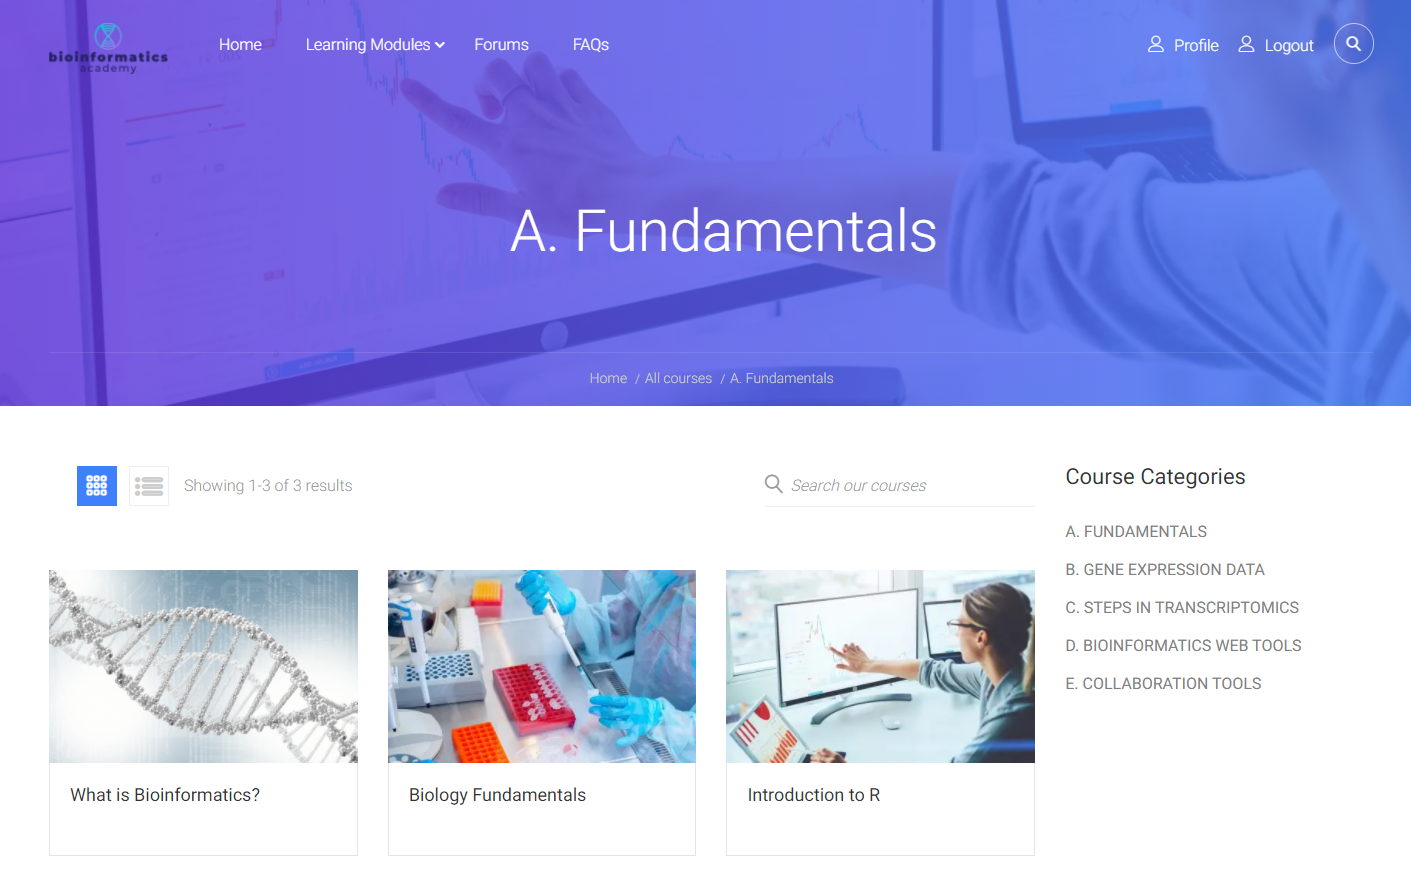 bioinformatics
academy
Home
Learning Modules
Forums
FAQs
Profile
Logout
A. Fundamentals
Home / All courses / A. Fundamentals
Showing 1-3 of 3 results
Search our courses
What is Bioinformatics?
Biology Fundamentals
Introduction to R
Course Categories
A. FUNDAMENTALS
B. GENE EXPRESSION DATA
C. STEPS IN TRANSCRIPTOMICS
D. BIOINFORMATICS WEB TOOLS
E. COLLABORATION TOOLS